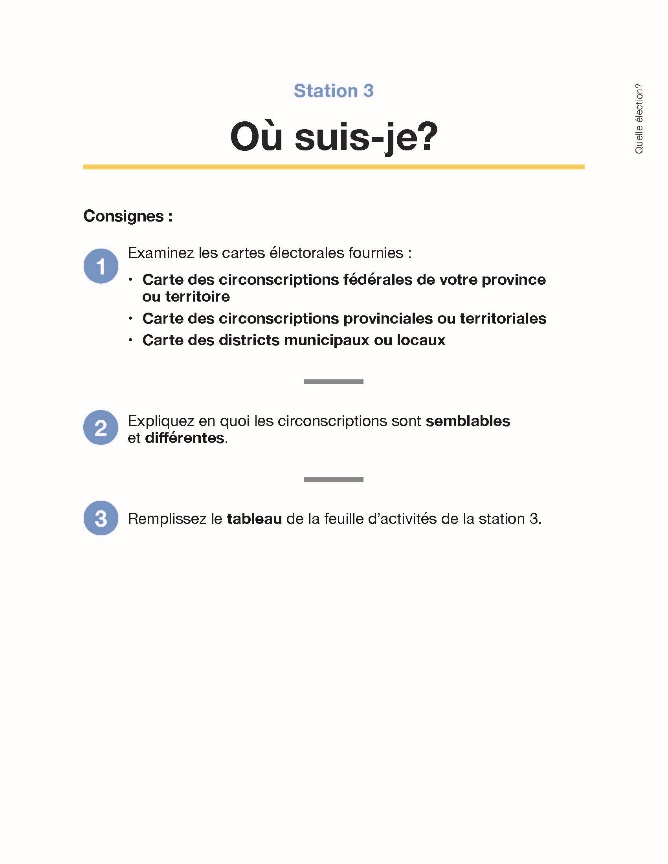 Station 3
Où suis-je?
Quelle élection?
Consignes :
1
Examinez les cartes électorales fournies :
• Carte des circonscriptions fédérales de votre province
ou territoire
• Carte des circonscriptions provinciales ou territoriales
• Carte des districts municipaux ou locaux
2
Expliquez en quoi les circonscriptions sont semblables
et différentes.
3
Remplissez le tableau de la feuille d’activités de la station 3.